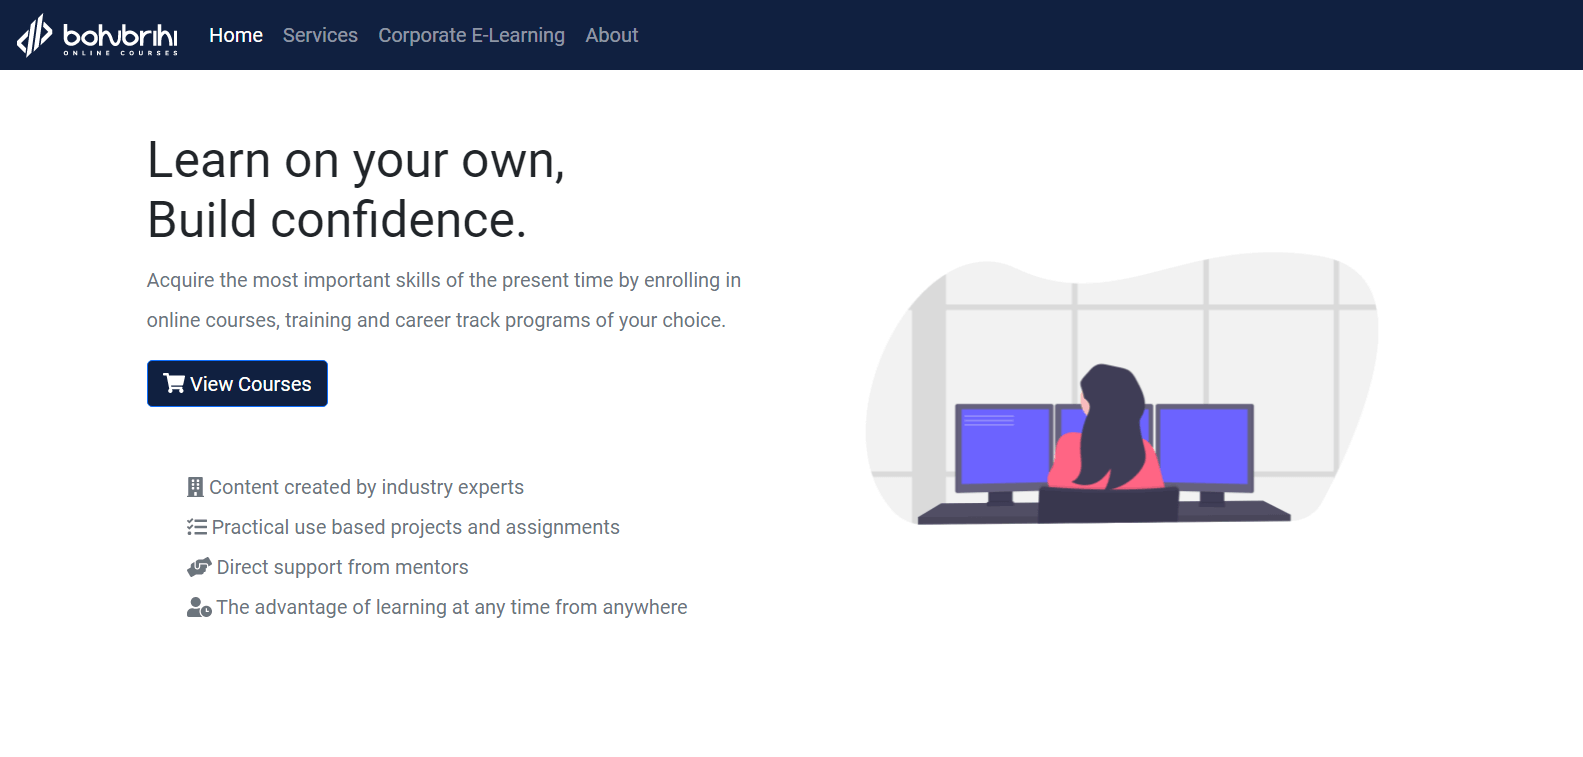 bohubrihi
ONLINE COURSES
Home Services Corporate E-Learning About
Learn on your own,
Build confidence.
Acquire the most important skills of the present time by enrolling in
online courses, training and career track programs of your choice.
View Courses
Content created by industry experts
Practical use based projects and assignments
Direct support from mentors
The advantage of learning at any time from anywhere